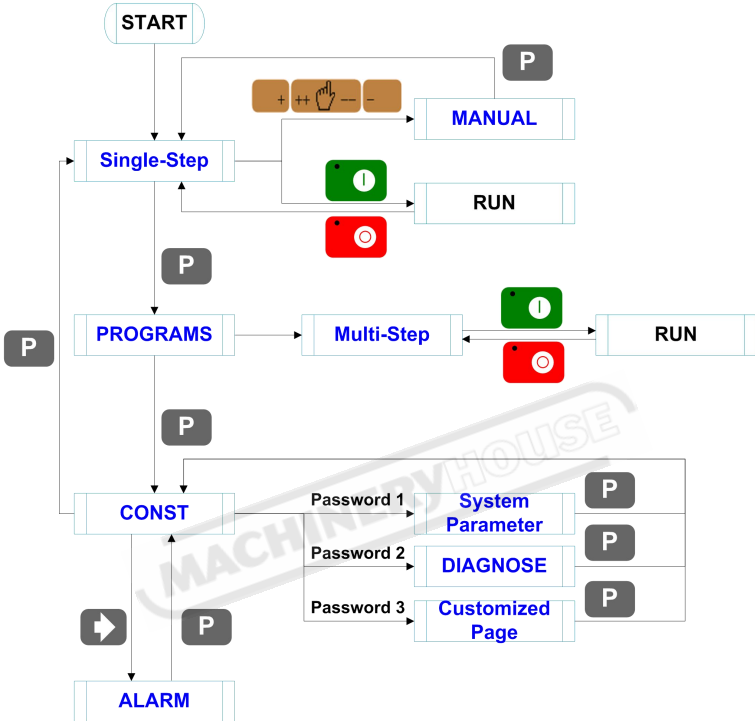 START
P
+ ++ -- -
MANUAL
Single-Step
RUN
P
PROGRAMS
Multi-Step
RUN
P
P
MACHINERYHOUSE
CONST
Password 1
System
Parameter
P
Password 2
DIAGNOSE
P
Password 3
Customized
Page
P
P
ALARM